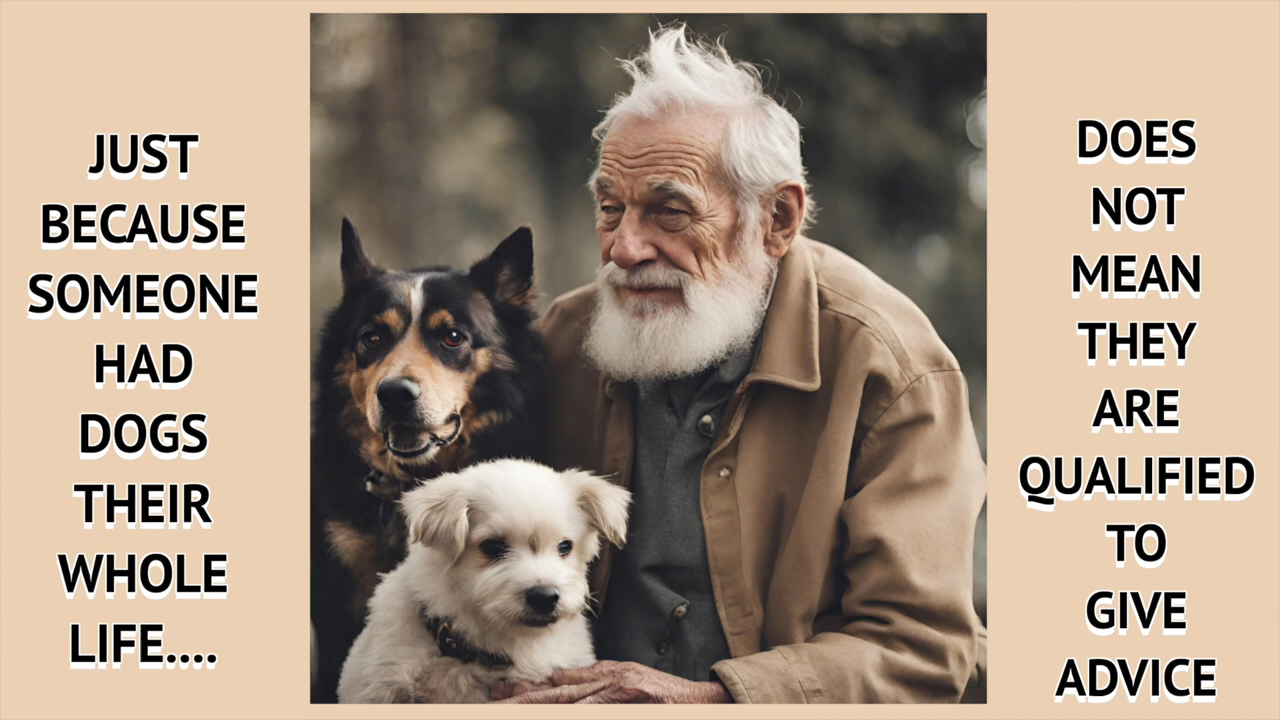 JUST
BECAUSE
SOMEONE
HAD
DOGS
THEIR
WHOLE
LIFE....
DOES
NOT
MEAN
THEY
ARE
QUALIFIED
TO
GIVE
ADVICE